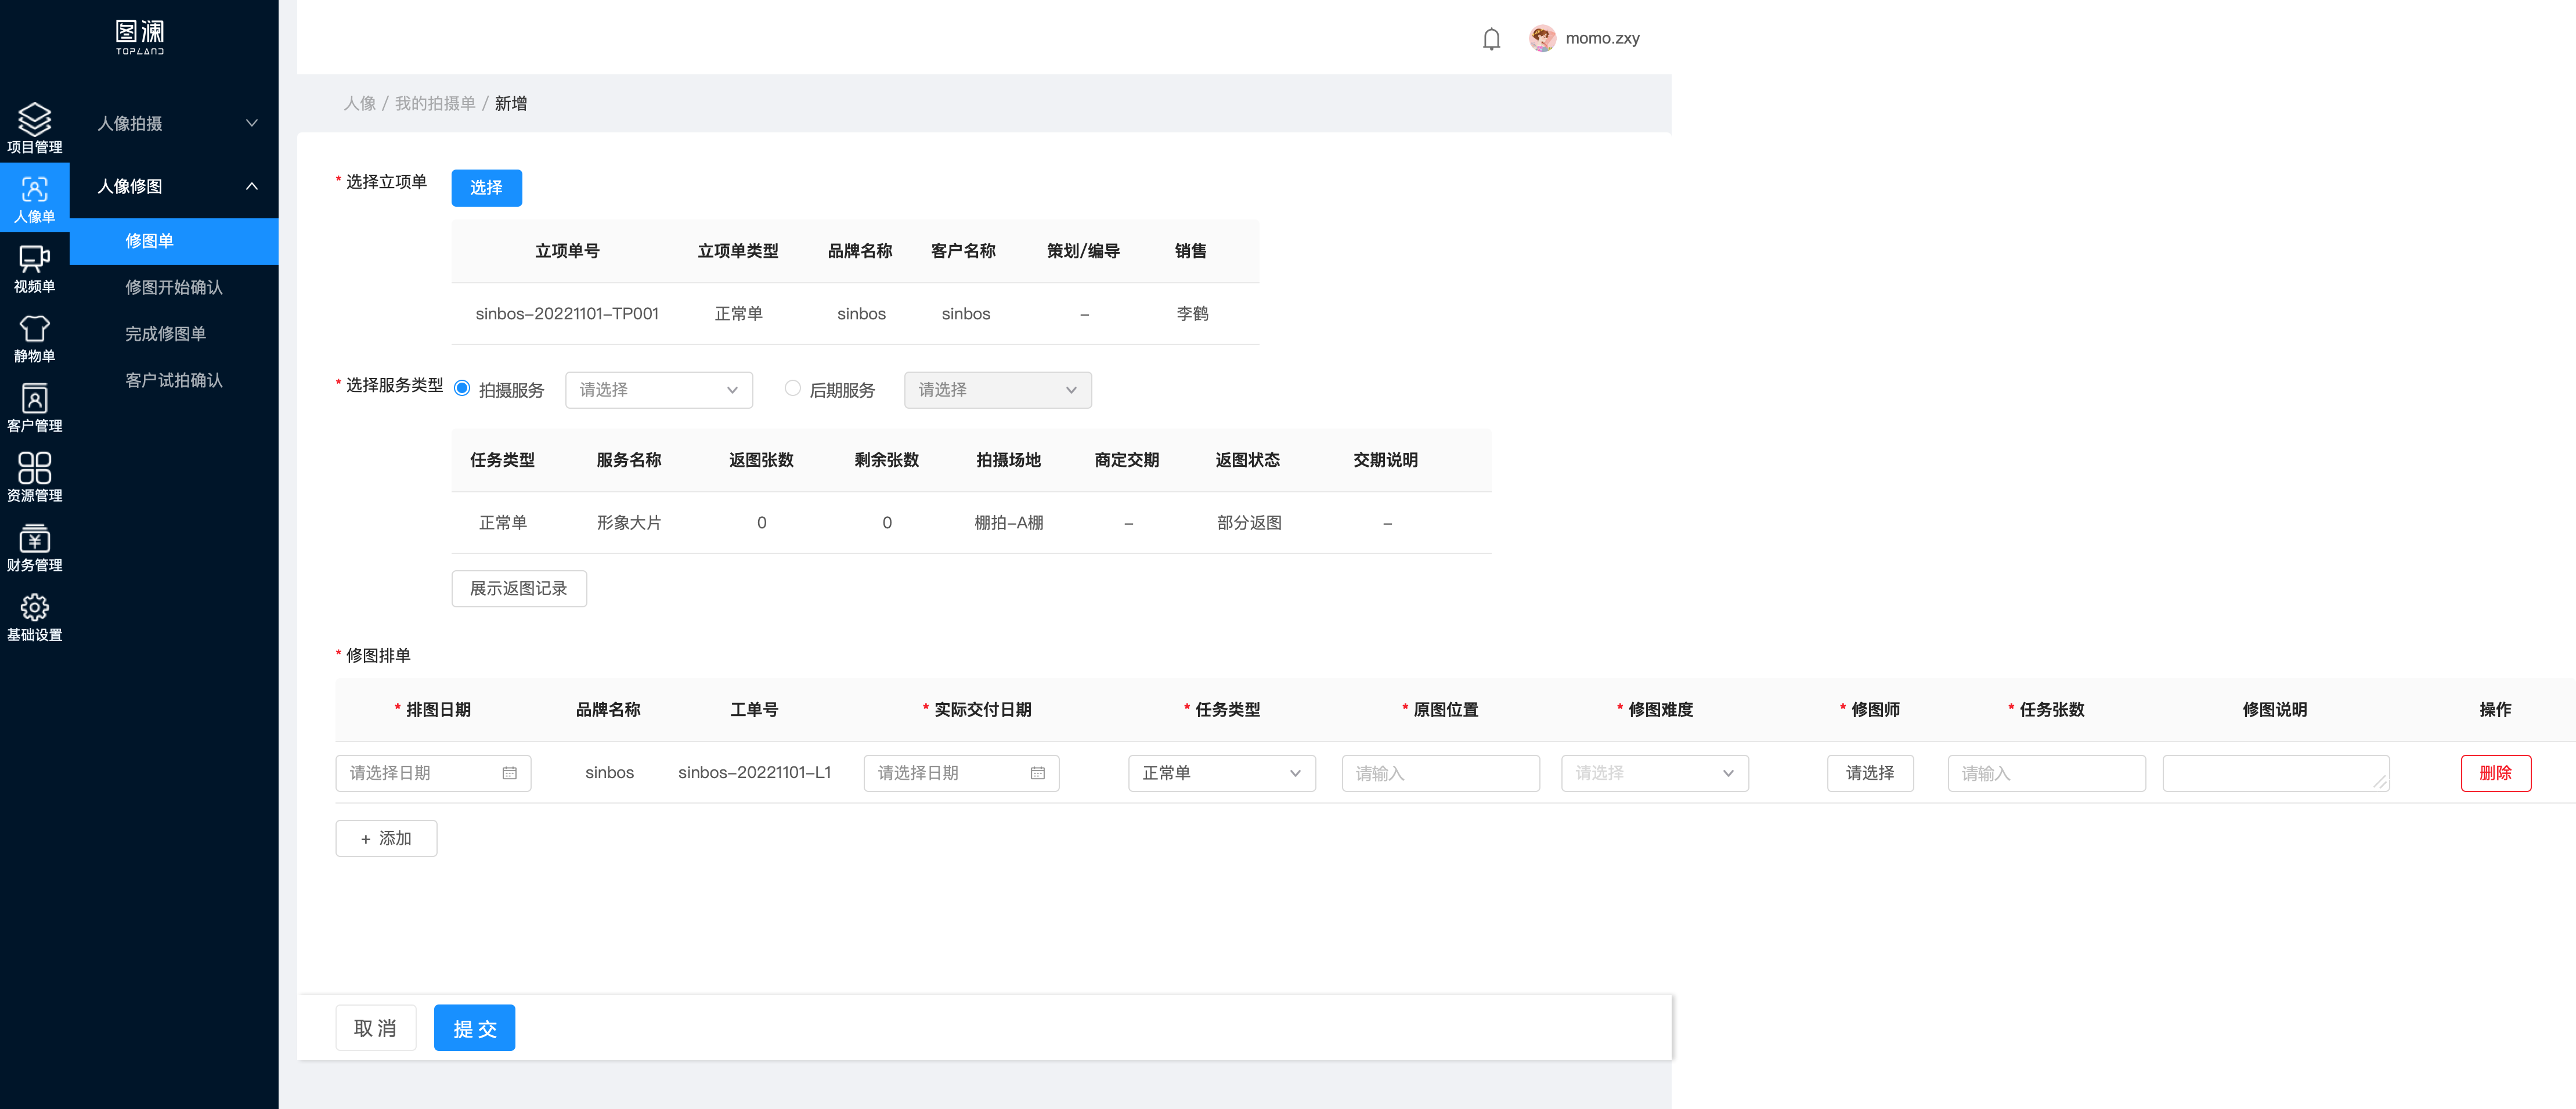 图澜
TOPLAND
momo.zxy
人像 / 我的拍摄单 / 新增
项目管理
人像单
视频单
静物单
客户管理
资源管理
财务管理
基础设置
人像拍摄
人像修图
修图单
修图开始确认
完成修图单
客户试拍确认
* 选择立项单 选择
立项单号 立项单类型 品牌名称 客户名称 策划/编导 销售
sinbos-20221101-TP001 正常单 sinbos sinbos - 李鹤
* 选择服务类型 拍摄服务 请选择 后期服务 请选择
任务类型 服务名称 返图张数 剩余张数 拍摄场地 商定交期 返图状态 交期说明
正常单 形象大片 0 0 棚拍-A棚 - 部分返图 -
展示返图记录
* 修图排单
* 排图日期 品牌名称 工单号 * 实际交付日期 * 任务类型 * 原图位置 * 修图难度 * 修图师 * 任务张数 修图说明 操作
请选择日期 sinbos sinbos-20221101-L1 请选择日期 正常单 请输入 请选择 请选择 请输入 删除
+ 添加
取 消 提 交